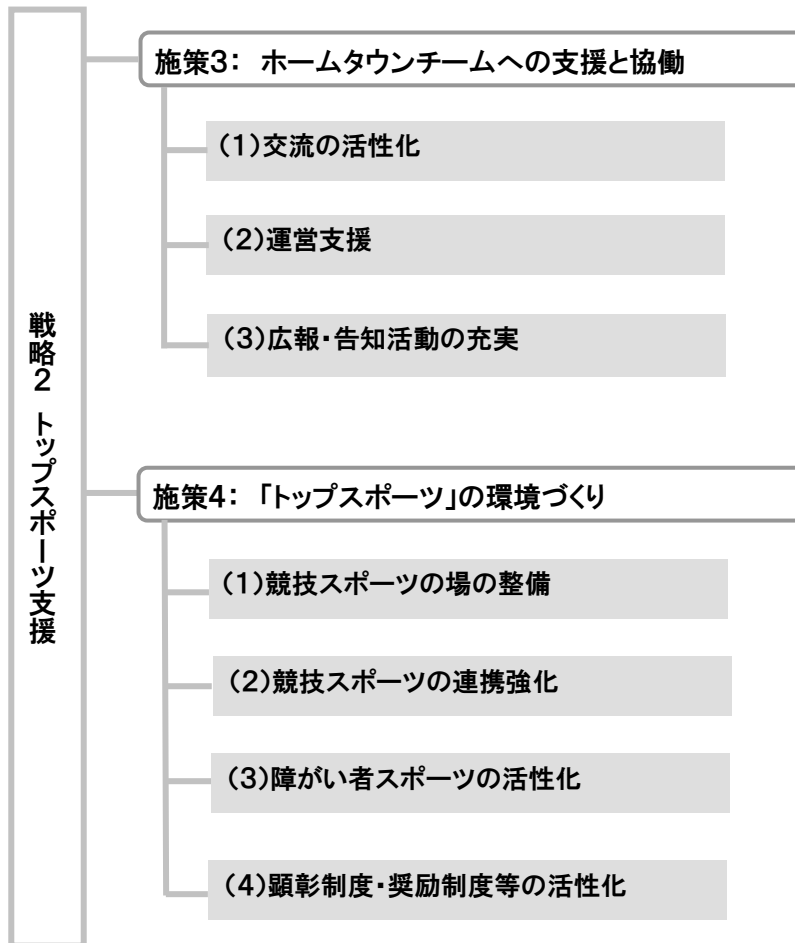 戦略2 トップスポーツ支援
施策3： ホームタウンチームへの支援と協働
（1）交流の活性化
（2）運営支援
（3）広報・告知活動の充実
施策4： 「トップスポーツ」の環境づくり
（1）競技スポーツの場の整備
（2）競技スポーツの連携強化
（3）障がい者スポーツの活性化
（4）顕彰制度・奨励制度等の活性化